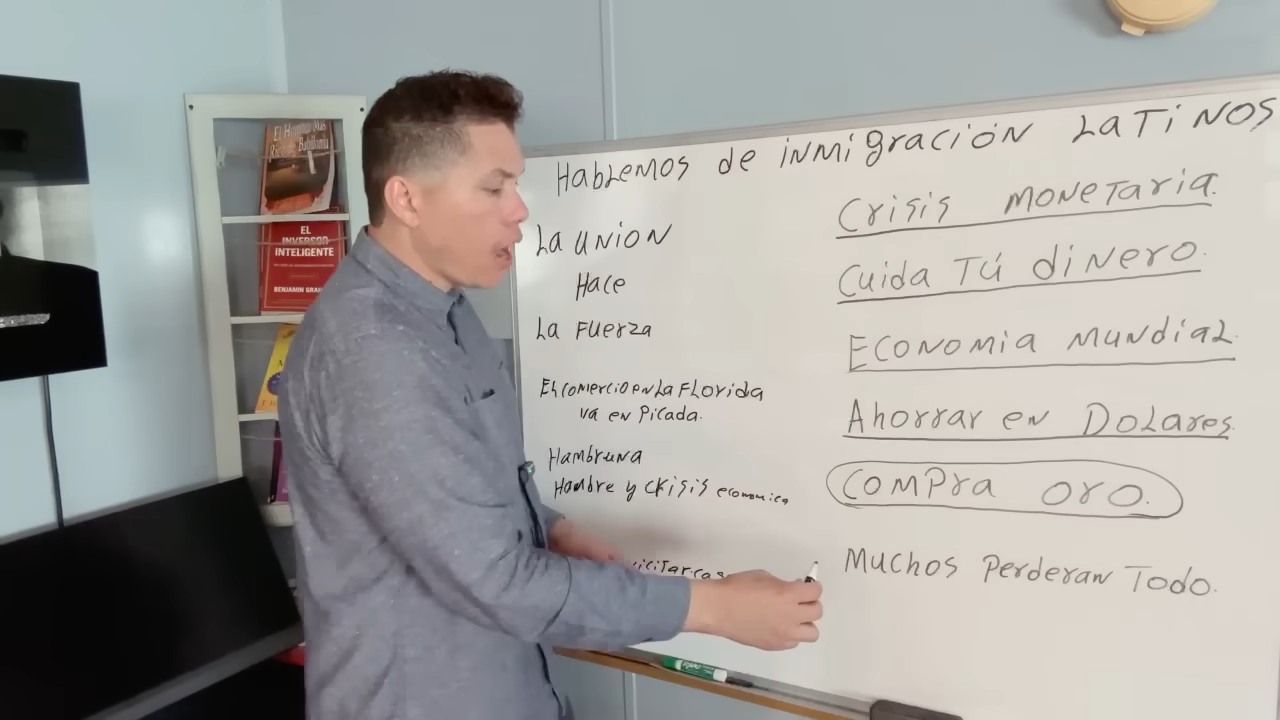 El Hombre Más
Rico de Babilonia
EL
INVERSOR
INTELIGENTE
BENJAMIN GRAH
HabLEMOS de iNMigración LaTiNOS
La UNION
Hace
La Fuerza
El comercio en La FLorida
va en Picada.
Hambruna
Hambre y crisis economica
Crisis MONETaria.
Cuida Tú diNero.
ECONOMia MUNdiaL.
Ahorrar en DOLares.
COMPra Oro.
MUCHOS Perderan Todo.